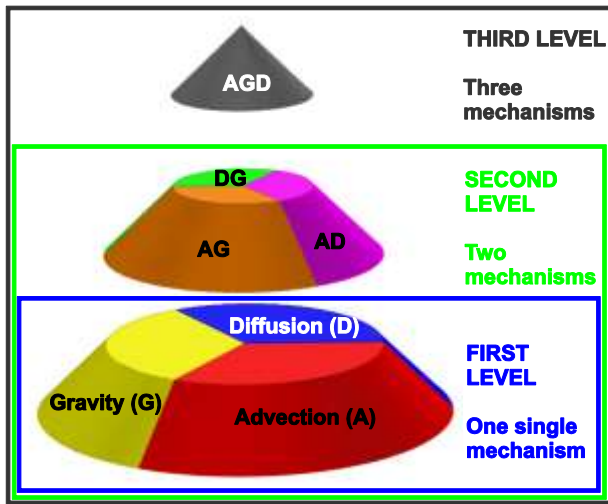 THIRD LEVEL
Three
mechanisms
AGD
SECOND
LEVEL
Two
mechanisms
DG
AG
AD
FIRST
LEVEL
One single
mechanism
Diffusion (D)
Gravity (G)
Advection (A)